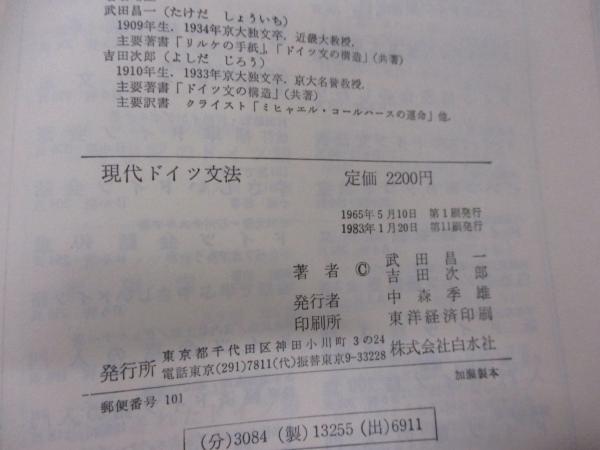 武田昌一（たけだ しょういち）
1909年生．1934年京大独文卒．近畿大教授．
主要著書「リルケの手紙」，「ドイツ文の構造」（共著）
吉田次郎（よしだ じろう）
1910年生．1933年京大独文卒．京大名誉教授．
主要著書「ドイツ文の構造」（共著）
主要訳書 クライスト「ミヒャエル・コールハースの運命」他．
現代ドイツ文法 定価 2200円
1965年5月10日 第1刷発行
1983年1月20日 第11刷発行
著者 © 武田昌一
吉田次郎
発行者 中森季雄
印刷所 東洋経済印刷
発行所 東京都千代田区神田小川町3の24
電話東京(291)7811(代)振替東京9-33228 株式会社白水社
郵便番号 101 加瀬製本
(分)3084 (製)13255 (出)6911